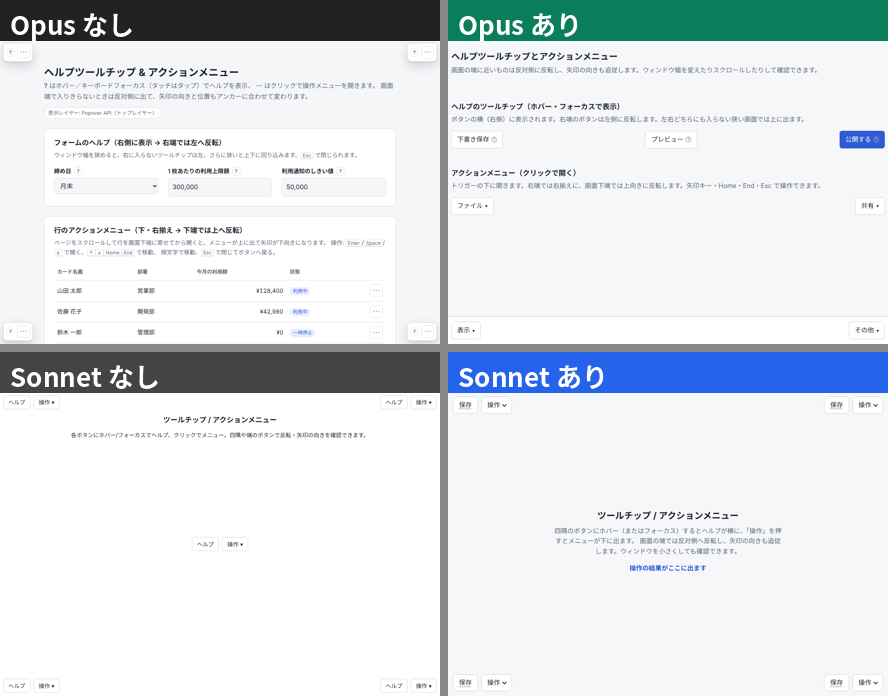 Opus なし
? ⋯
? ⋯
ヘルプツールチップ & アクションメニュー
? はホバー／キーボードフォーカス（タッチはタップ）でヘルプを表示、⋯ はクリックで操作メニューを開きます。 画面
端で入りきらないときは反対側に出て、矢印の向きと位置もアンカーに合わせて変わります。
表示レイヤー: Popover API（トップレイヤー）
フォームのヘルプ（右側に表示 → 右端では左へ反転）
ウィンドウ幅を狭めると、右に入らないツールチップは左、さらに狭いと上下に回り込みます。 Esc で閉じられます。
締め日 ?
1 枚あたりの利用上限額 ?
利用通知のしきい値 ?
月末
300,000
50,000
行のアクションメニュー（下・右揃え → 下端では上へ反転）
ページをスクロールして行を画面下端に寄せてから開くと、メニューが上に出て矢印が下向きになります。 操作: Enter / Space /
↓ で開く、 ↑ ↓ Home End で移動、 頭文字で移動、 Esc で閉じてボタンへ戻る。
カード名義 部署 今月の利用額 状態
山田 太郎 営業部 ¥128,400 利用中 ⋯
佐藤 花子 開発部 ¥42,980 利用中 ⋯
鈴木 一郎 管理部 ¥0 一時停止 ⋯
? ⋯
? ⋯
Opus あり
ヘルプツールチップとアクションメニュー
画面の端に近いものは反対側に反転し、矢印の向きも追従します。ウィンドウ幅を変えたりスクロールしたりして確認できます。
ヘルプのツールチップ（ホバー・フォーカスで表示）
ボタンの横（右側）に表示されます。右端のボタンは左側に反転します。左右どちらにも入らない狭い画面では上に出ます。
下書き保存 ?
プレビュー ?
公開する ?
アクションメニュー（クリックで開く）
トリガーの下に開きます。右端では右揃えに、画面下端では上向きに反転します。矢印キー・Home・End・Esc で操作できます。
ファイル ▾
共有 ▾
表示 ▾
その他 ▾
Sonnet なし
ヘルプ 操作 ▾
ヘルプ 操作 ▾
ツールチップ / アクションメニュー
各ボタンにホバー/フォーカスでヘルプ、クリックでメニュー。四隅や端のボタンで反転・矢印の向きを確認できます。
ヘルプ 操作 ▾
ヘルプ 操作 ▾
ヘルプ 操作 ▾
Sonnet あり
保存 操作
保存 操作
ツールチップ / アクションメニュー
四隅のボタンにホバー（またはフォーカス）するとヘルプが横に、「操作」を押
すとメニューが下に出ます。 画面の端では反対側へ反転し、矢印の向きも追従
します。ウィンドウを小さくしても確認できます。
操作の結果がここに出ます
保存 操作
保存 操作